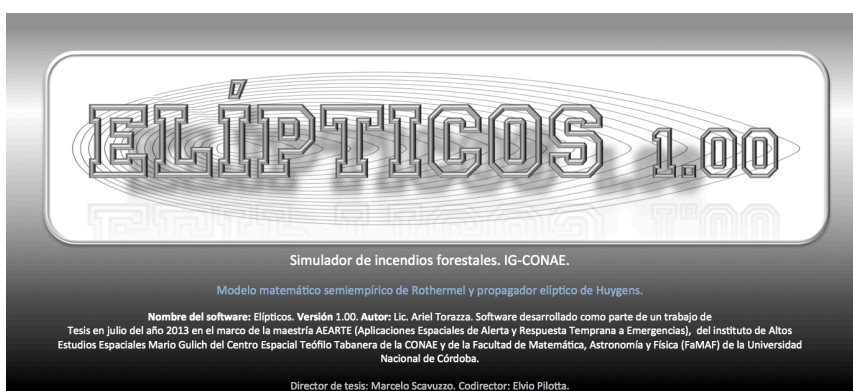 ELÍPTICOS 1.00
Simulador de incendios forestales. IG-CONAE.
Modelo matemático semiempírico de Rothermel y propagador elíptico de Huygens.
Nombre del software: Elípticos. Versión 1.00. Autor: Lic. Ariel Torazza. Software desarrollado como parte de un trabajo de
Tesis en julio del año 2013 en el marco de la maestría AEARTE (Aplicaciones Espaciales de Alerta y Respuesta Temprana a Emergencias), del instituto de Altos
Estudios Espaciales Mario Gulich del Centro Espacial Teófilo Tabanera de la CONAE y de la Facultad de Matemática, Astronomía y Física (FaMAF) de la Universidad
Nacional de Córdoba.
Director de tesis: Marcelo Scavuzzo. Codirector: Elvio Pilotta.